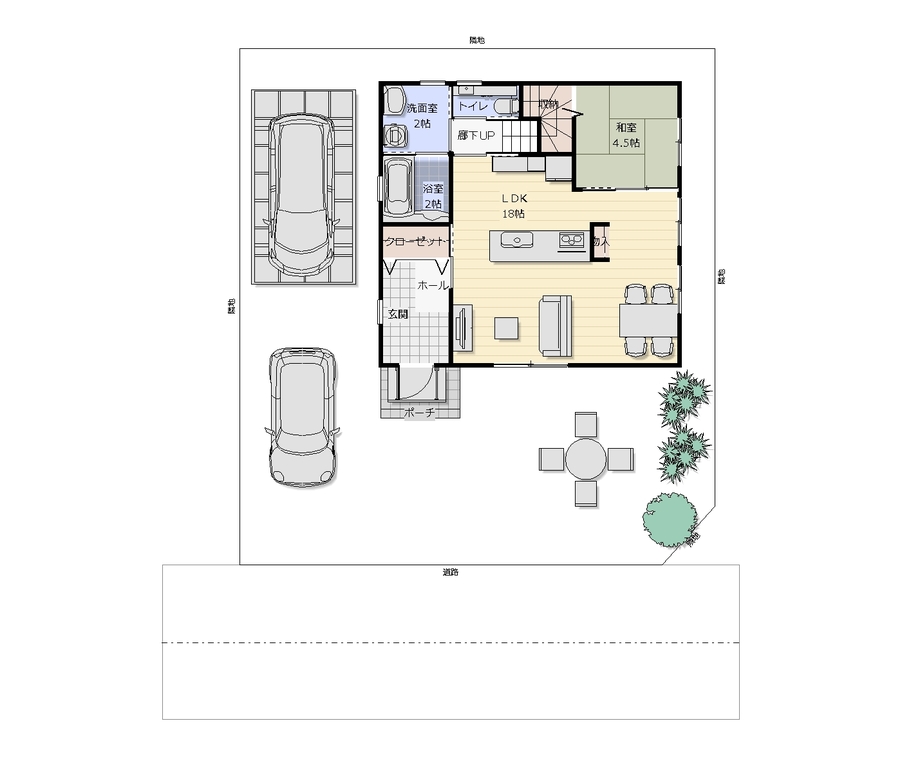 隣地
洗面室
2帖
トイレ
収納
廊下UP
和室
4.5帖
浴室
2帖
LDK
18帖
クローゼット
物入
ホール
玄関
隣地
隣地
ポーチ
隣地
道路